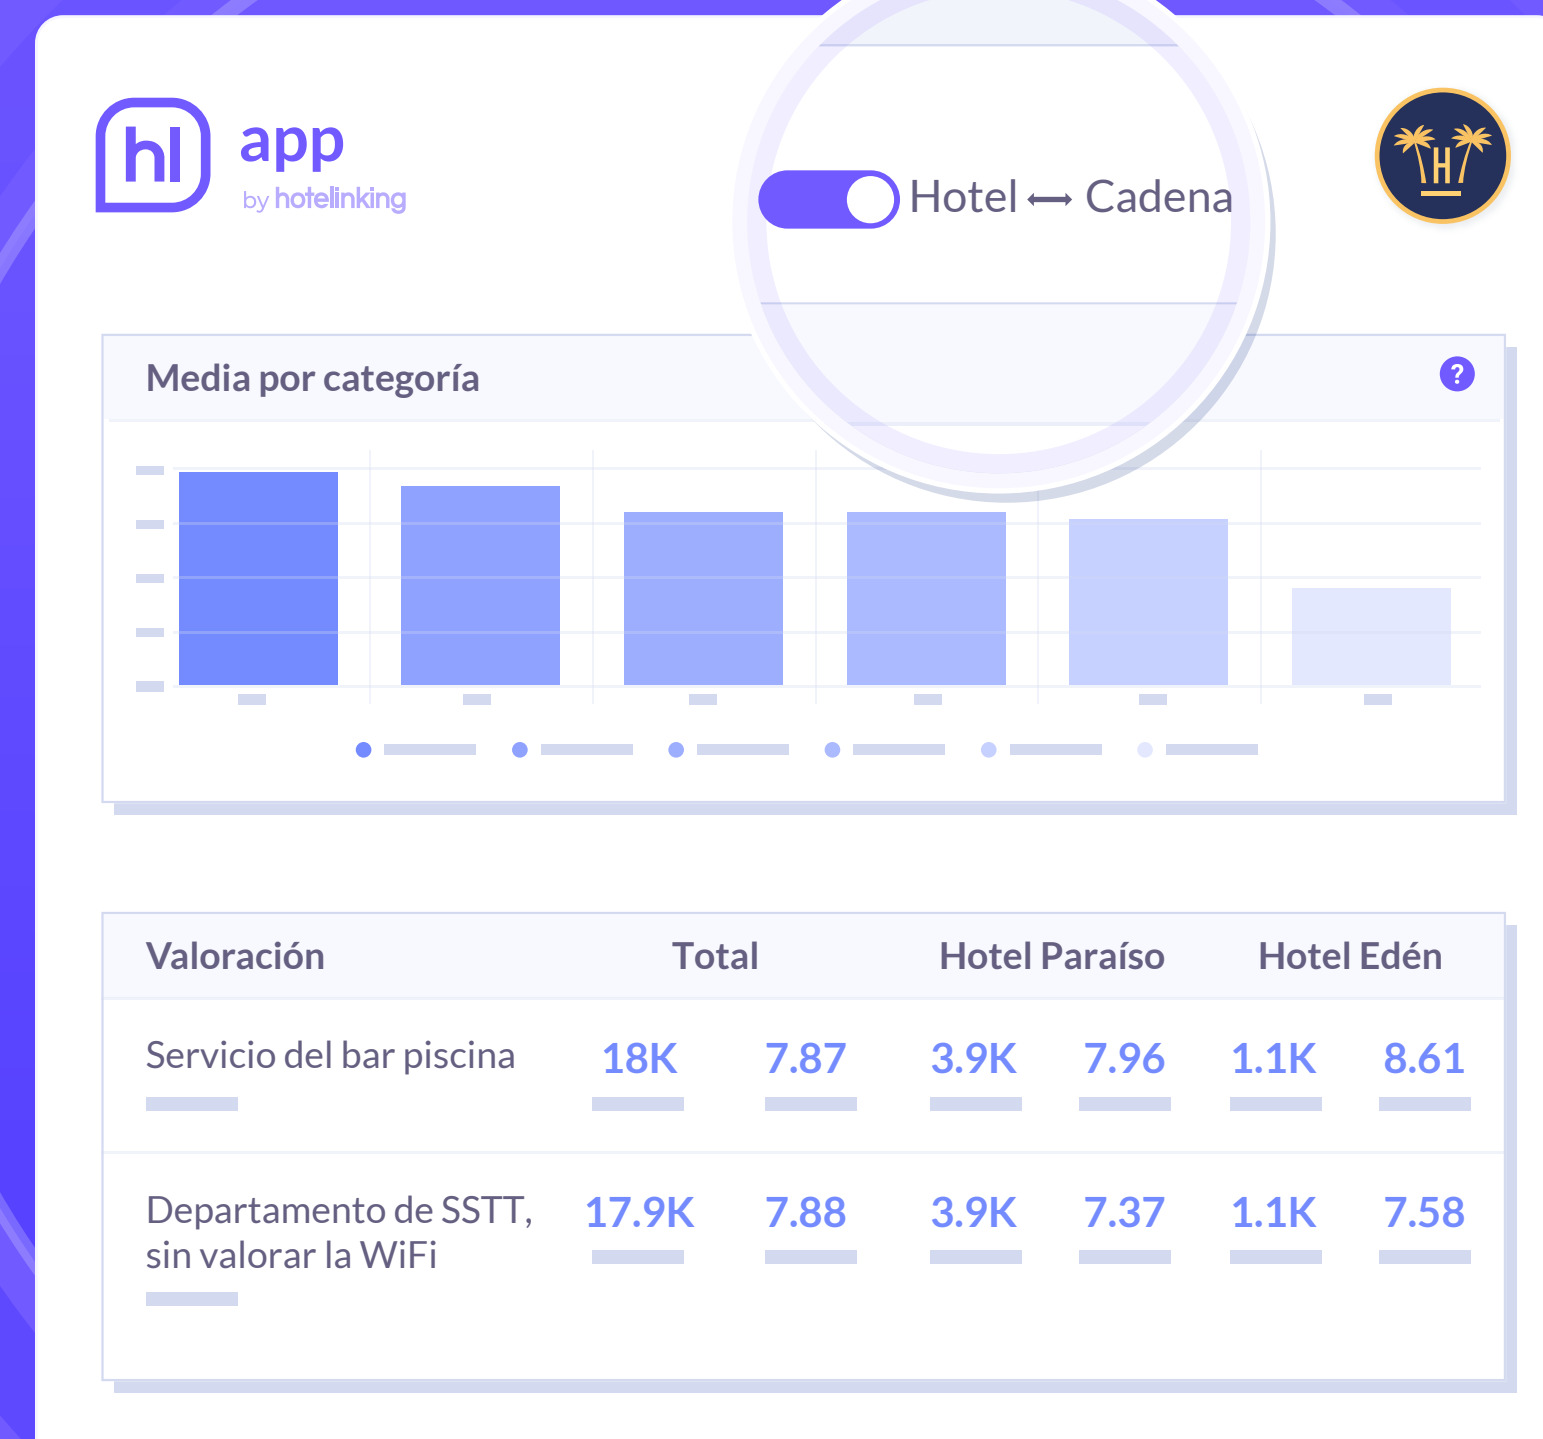 hl app
by hotelinking
Hotel ↔ Cadena
H
Media por categoría
?
Valoración Total Hotel Paraíso Hotel Edén
Servicio del bar piscina 18K 7.87 3.9K 7.96 1.1K 8.61
Departamento de SSTT, 17.9K 7.88 3.9K 7.37 1.1K 7.58
sin valorar la WiFi